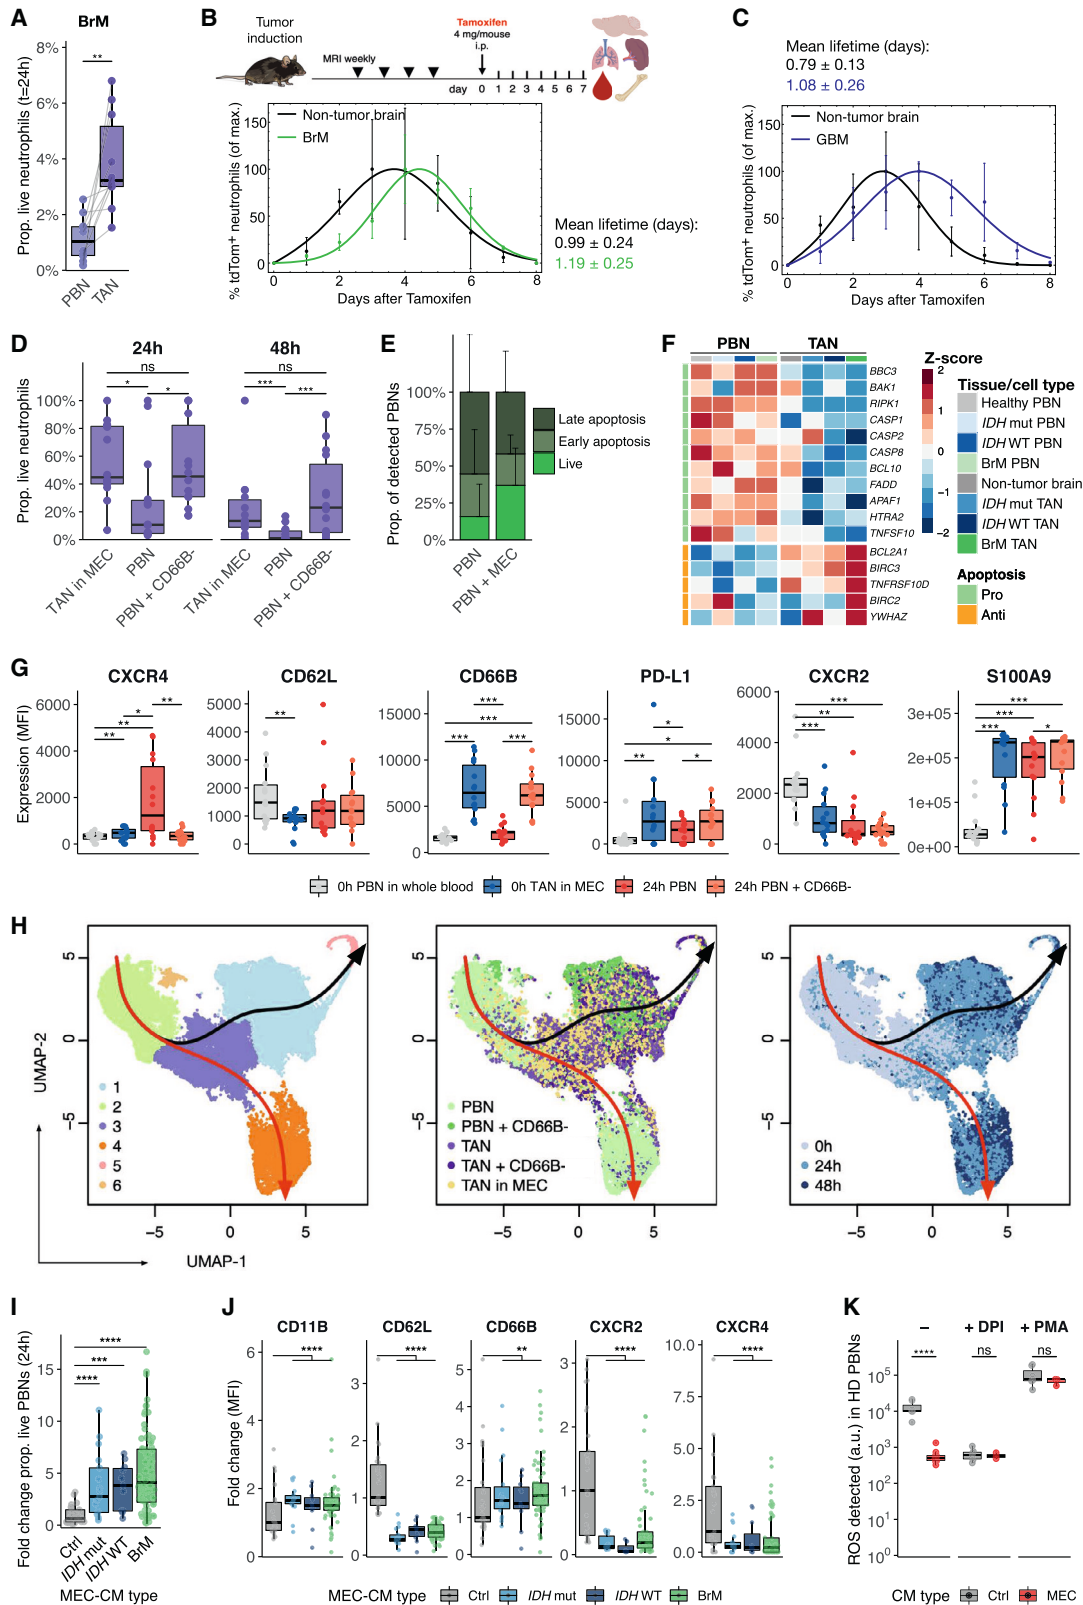 A
BrM
Prop. live neutrophils (t=24h)
8%
6%
4%
2%
0%
**
PBN
TAN
B
Tumor
induction
MRI weekly
Tamoxifen
4 mg/mouse
i.p.
day 0 1 2 3 4 5 6 7
% tdTom+ neutrophils (of max.)
150
100
50
0
Non-tumor brain
BrM
0 2 4 6 8
Days after Tamoxifen
Mean lifetime (days):
0.99 ± 0.24
1.19 ± 0.25
C
Mean lifetime (days):
0.79 ± 0.13
1.08 ± 0.26
% tdTom+ neutrophils (of max.)
150
100
50
0
Non-tumor brain
GBM
0 2 4 6 8
Days after Tamoxifen
D
24h 48h
Prop. live neutrophils
100%
80%
60%
40%
20%
0%
ns
* *
ns
*** ***
TAN in MEC
PBN
PBN + CD66B-
TAN in MEC
PBN
PBN + CD66B-
E
Prop. of detected PBNs
100%
75%
50%
25%
0%
PBN
PBN + MEC
Late apoptosis
Early apoptosis
Live
F
PBN TAN
BBC3
BAK1
RIPK1
CASP1
CASP2
CASP8
BCL10
FADD
APAF1
HTRA2
TNFSF10
BCL2A1
BIRC3
TNFRSF10D
BIRC2
YWHAZ
Z-score
2
1
0
−1
−2
Tissue/cell type
Healthy PBN
IDH mut PBN
IDH WT PBN
BrM PBN
Non-tumor brain
IDH mut TAN
IDH WT TAN
BrM TAN
Apoptosis
Pro
Anti
G
Expression (MFI)
CXCR4
6000
4000
2000
0
**
**
*
**
CD62L
5000
4000
3000
2000
1000
0
**
CD66B
15000
10000
5000
0
***
***
*** ***
PD-L1
15000
10000
5000
0
*
*
** *
CXCR2
6000
4000
2000
0
***
**
***
S100A9
3e+05
2e+05
1e+05
0e+00
***
***
*** *
0h PBN in whole blood 0h TAN in MEC 24h PBN 24h PBN + CD66B-
H
UMAP-2
UMAP-1
5
0
−5
−5 0 5
1
2
3
4
5
6
5
0
−5
−5 0 5
PBN
PBN + CD66B-
TAN
TAN + CD66B-
TAN in MEC
5
0
−5
−5 0 5
0h
24h
48h
I
Fold change prop. live PBNs (24h)
15
10
5
0
****
***
****
Ctrl
IDH mut
IDH WT
BrM
MEC-CM type
J
Fold change (MFI)
CD11B
6
4
2
0
****
CD62L
3
2
1
0
****
CD66B
5
4
3
2
1
0
**
CXCR2
3
2
1
0
****
CXCR4
10.0
7.5
5.0
2.5
0.0
****
MEC-CM type Ctrl IDH mut IDH WT BrM
K
− + DPI + PMA
ROS detected (a.u.) in HD PBNs
10⁵
10⁴
10³
10²
10¹
10⁰
**** ns ns
CM type Ctrl MEC